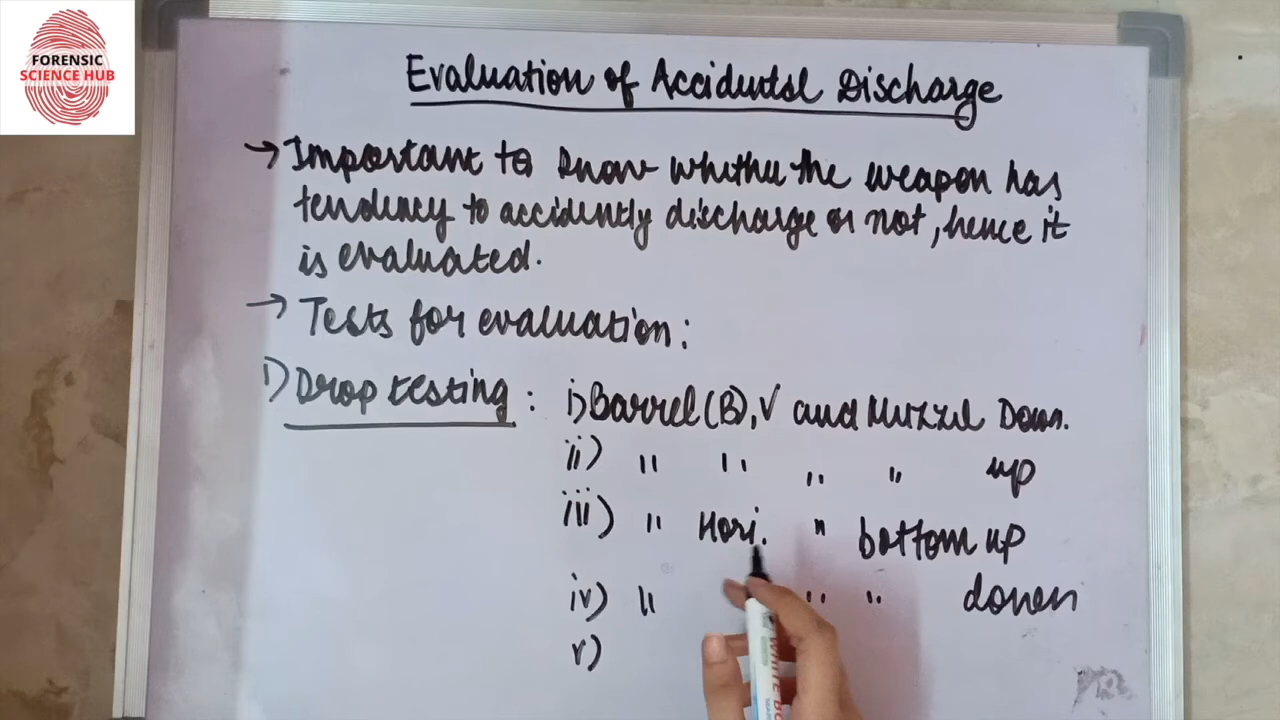 FORENSIC
SCIENCE HUB
Evaluation of Accidental Discharge
→ Important to know whether the weapon has
tendency to accidently discharge or not, hence it
is evaluated.
→ Tests for evaluation:
1) Drop testing : i) Barrel (B), V and Muzzel Down.
ii) " " " " up
iii) " Hori. " bottom up
iv) " " " down
v)